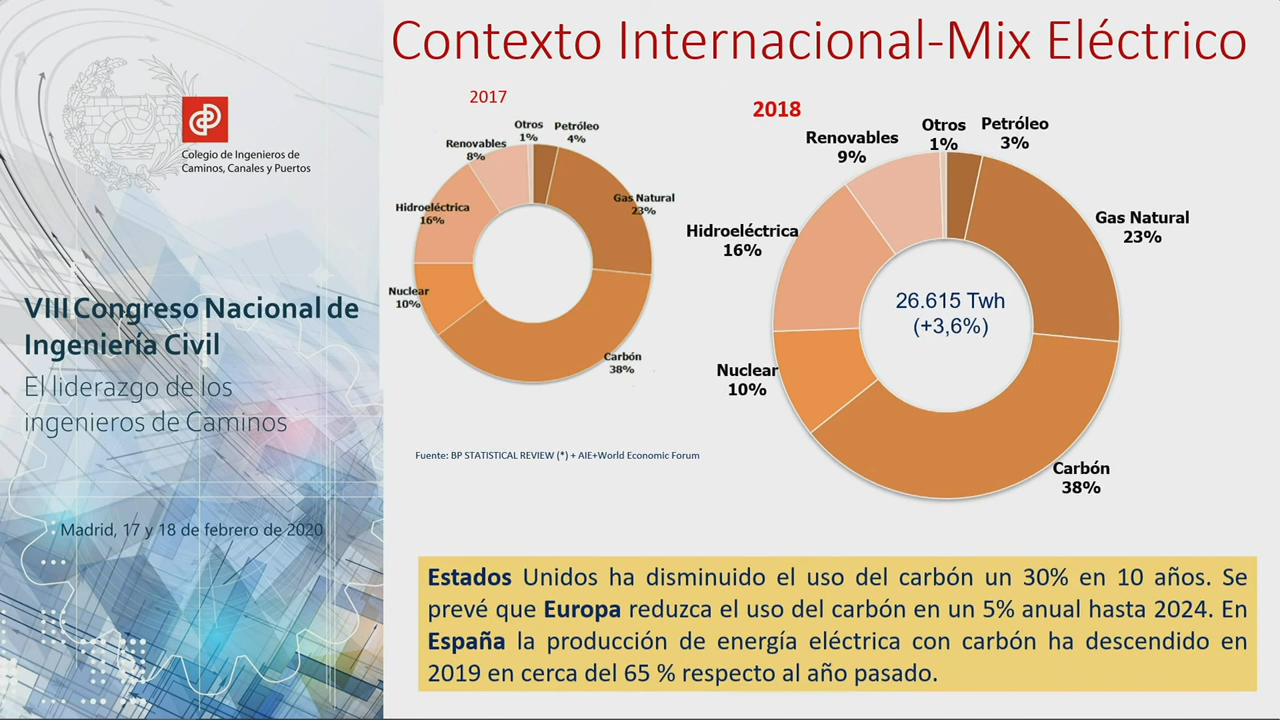 Contexto Internacional-Mix Eléctrico
Colegio de Ingenieros de
Caminos, Canales y Puertos
VIII Congreso Nacional de
Ingeniería Civil
El liderazgo de los
ingenieros de Caminos
Madrid, 17 y 18 de febrero de 2020
2017
Otros
1%
Petróleo
4%
Renovables
8%
Gas Natural
23%
Hidroeléctrica
16%
Nuclear
10%
Carbón
38%
2018
Otros
1%
Petróleo
3%
Renovables
9%
Gas Natural
23%
Hidroeléctrica
16%
26.615 Twh
(+3,6%)
Nuclear
10%
Carbón
38%
Fuente: BP STATISTICAL REVIEW (*) + AIE+World Economic Forum
Estados Unidos ha disminuido el uso del carbón un 30% en 10 años. Se
prevé que Europa reduzca el uso del carbón en un 5% anual hasta 2024. En
España la producción de energía eléctrica con carbón ha descendido en
2019 en cerca del 65 % respecto al año pasado.